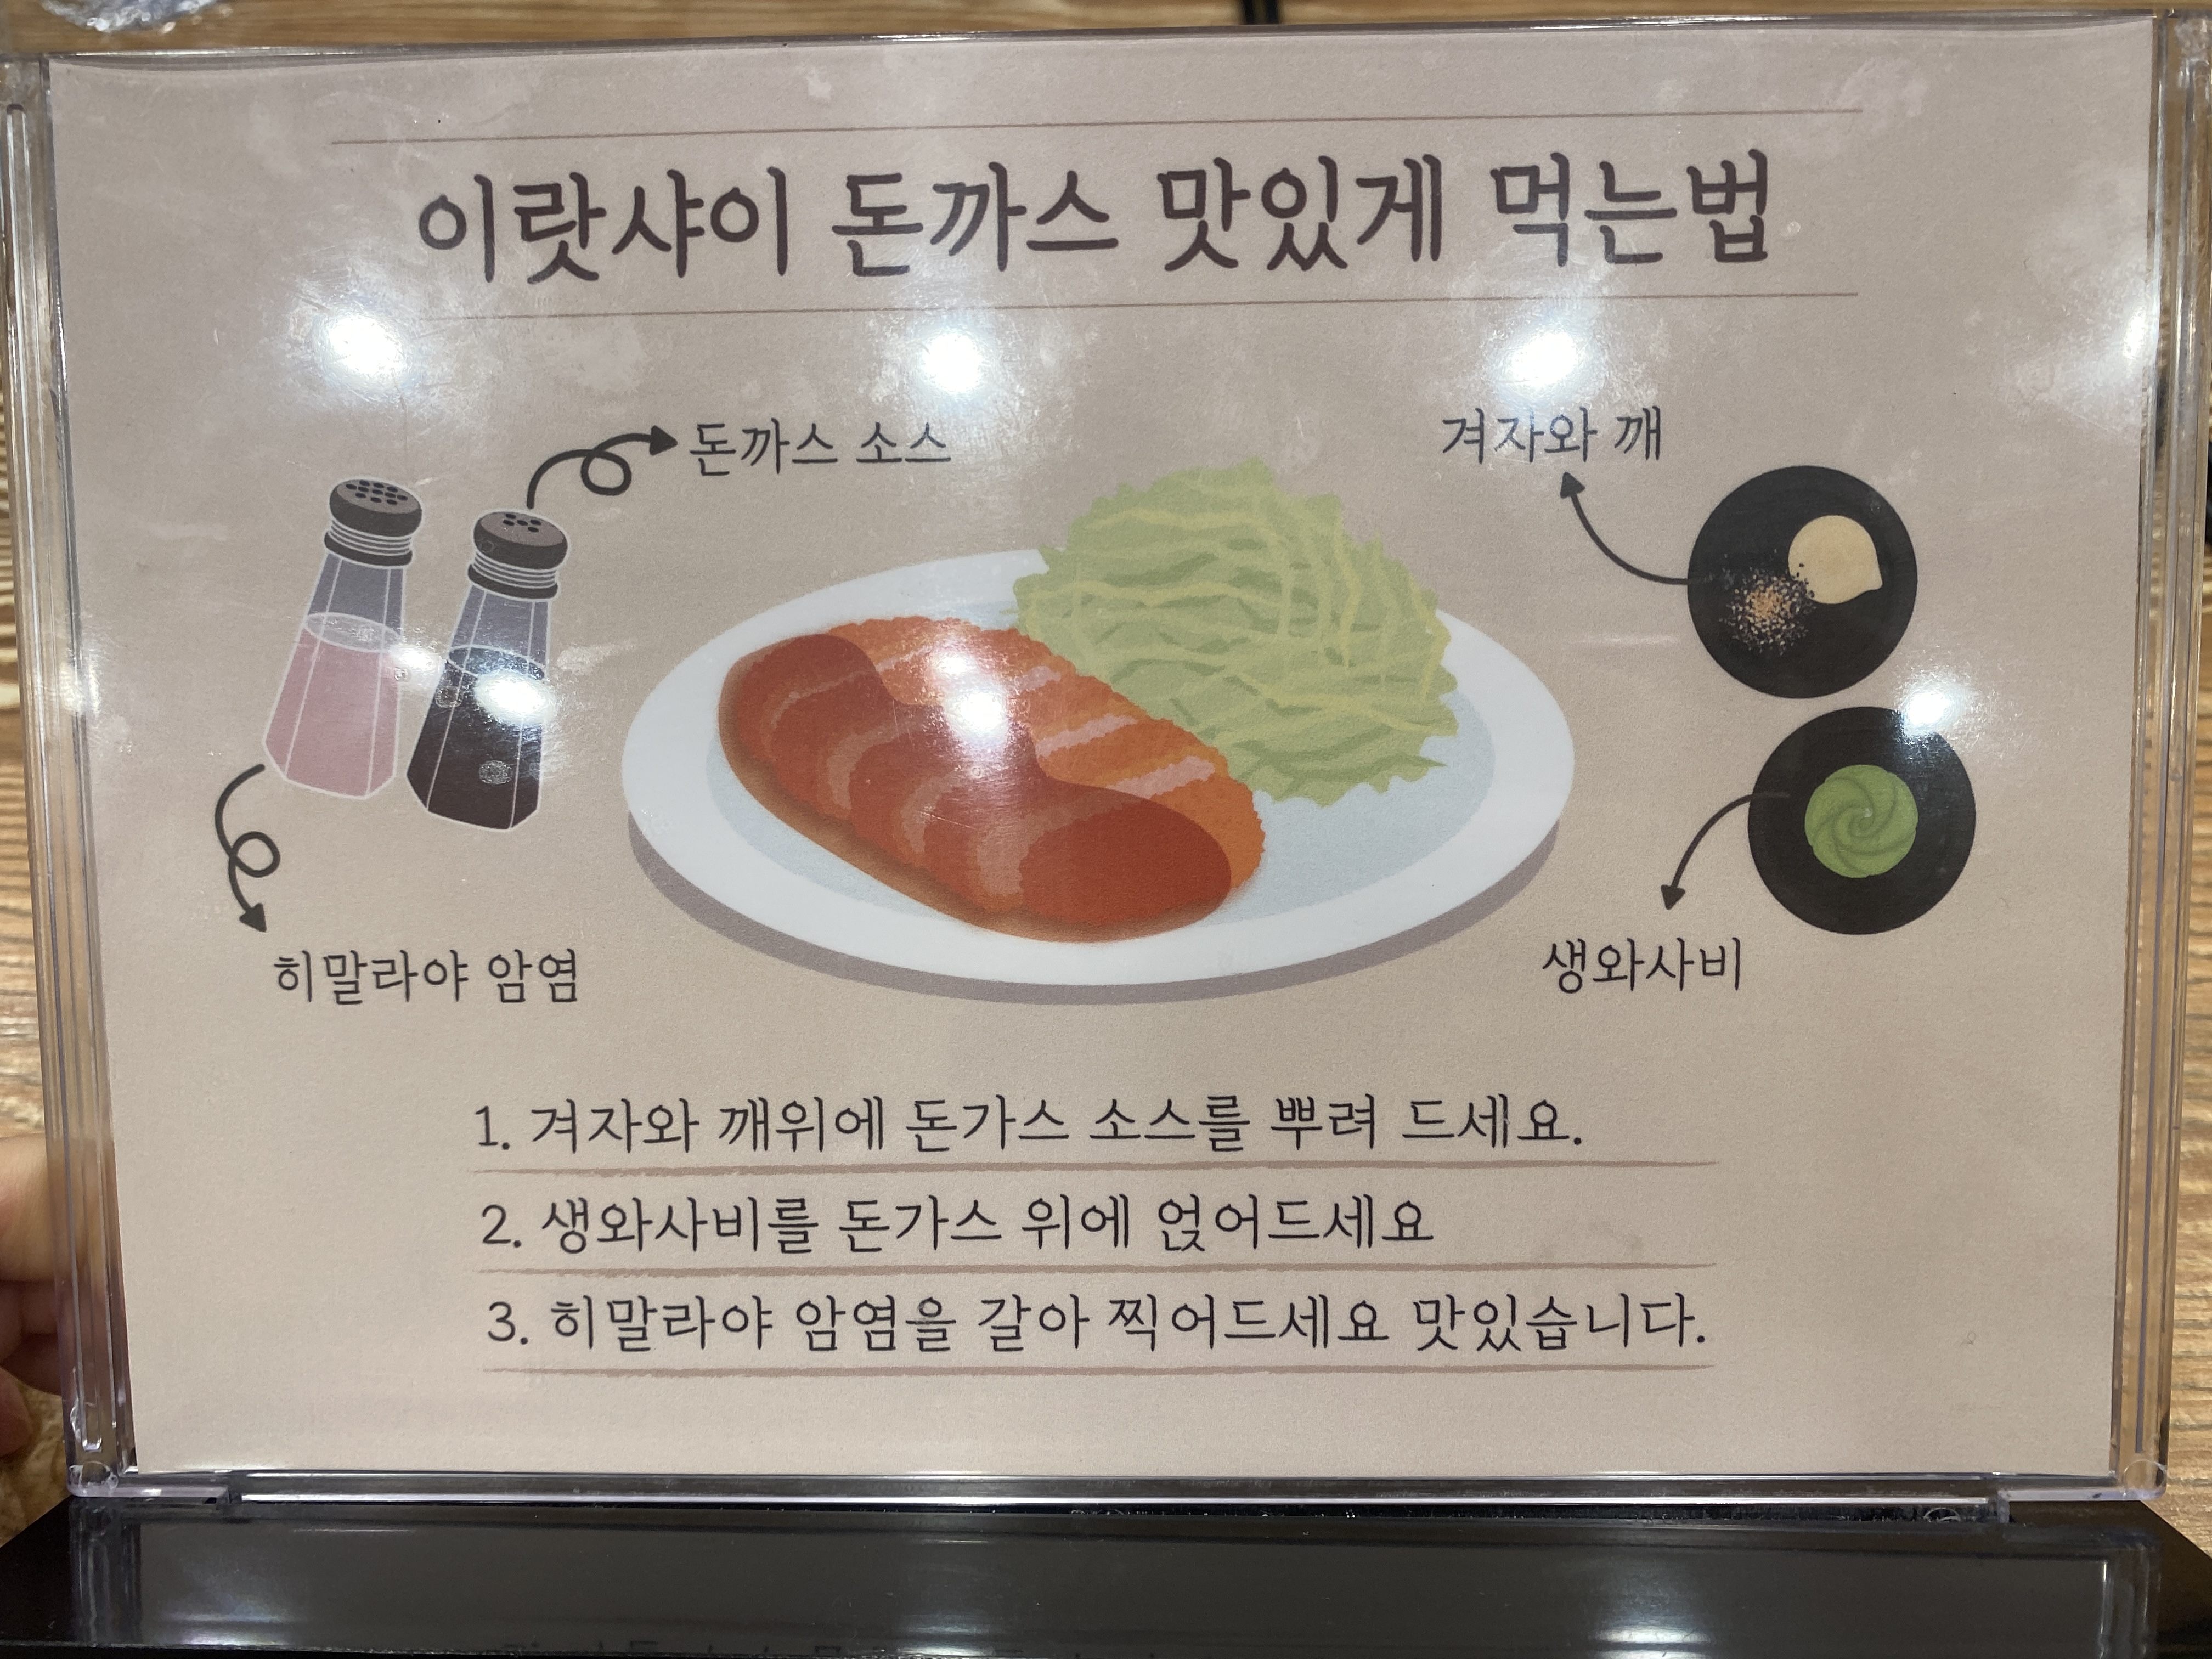 이랏샤이 돈까스 맛있게 먹는법
돈까스 소스
겨자와 깨
히말라야 암염
생와사비
1. 겨자와 깨위에 돈가스 소스를 뿌려 드세요.
2. 생와사비를 돈가스 위에 얹어드세요
3. 히말라야 암염을 갈아 찍어드세요 맛있습니다.